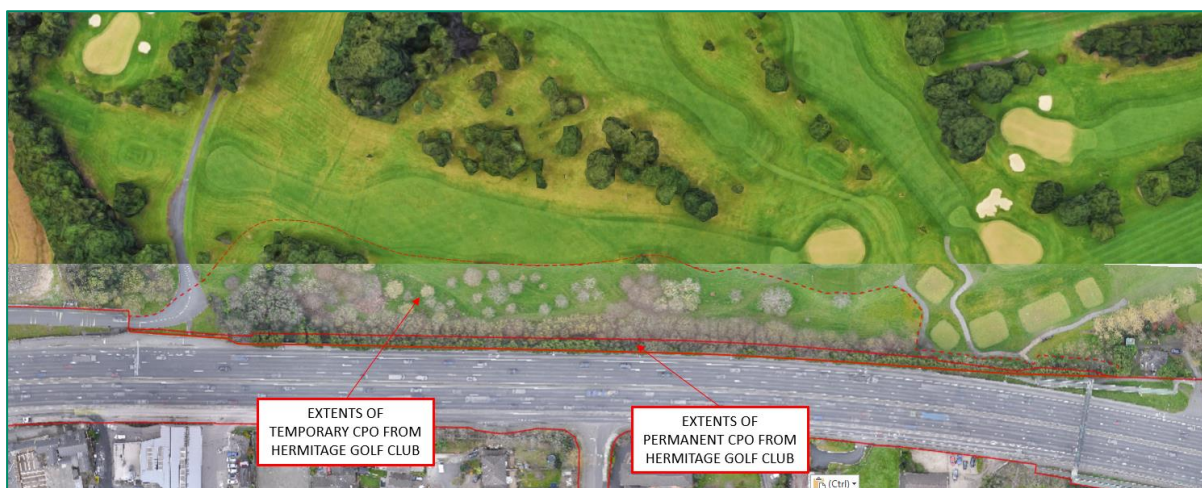 EXTENTS OF
TEMPORARY CPO FROM
HERMITAGE GOLF CLUB
EXTENTS OF
PERMANENT CPO FROM
HERMITAGE GOLF CLUB
(Ctrl)